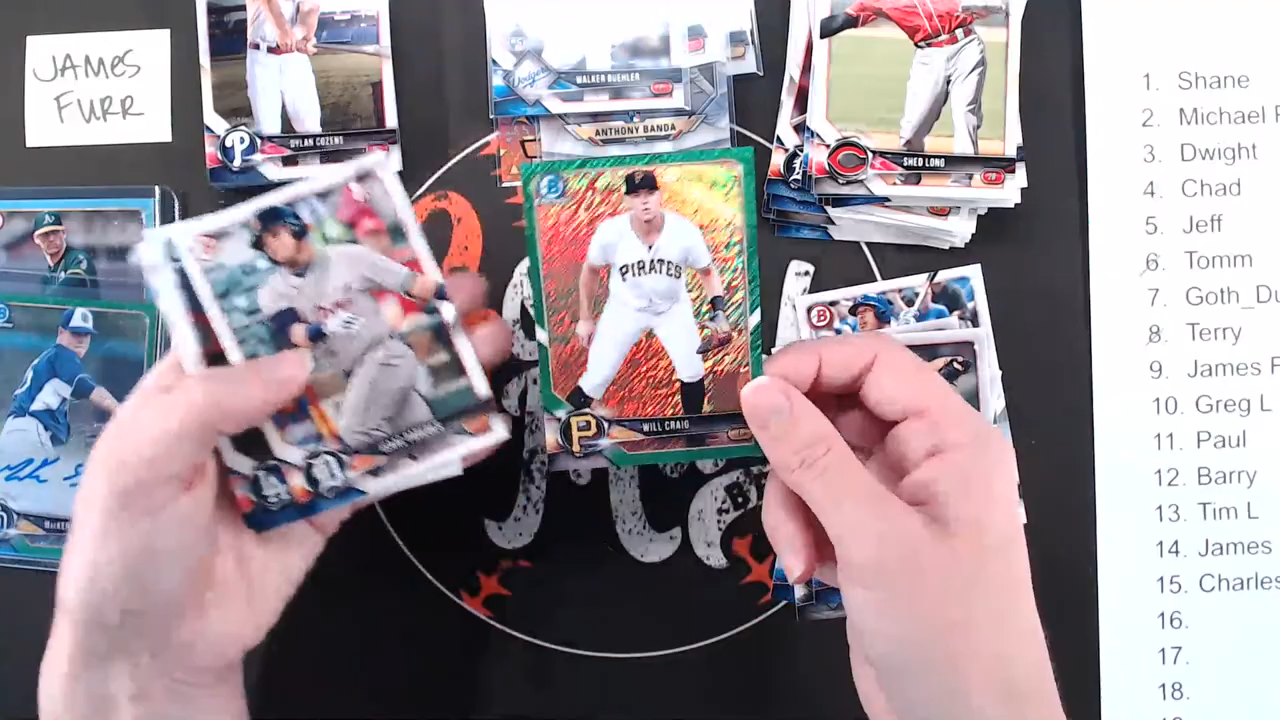 JAMES
FURR
DYLAN COZENS
Dodgers
WALKER BUEHLER
ANTHONY BANDA
SHED LONG
B
PIRATES
P
WILL CRAIG
1. Shane
2. Michael
3. Dwight
4. Chad
5. Jeff
6. Tomm
7. Goth_Du
8. Terry
9. James F
10. Greg L
11. Paul
12. Barry
13. Tim L
14. James
15. Charles
16.
17.
18.